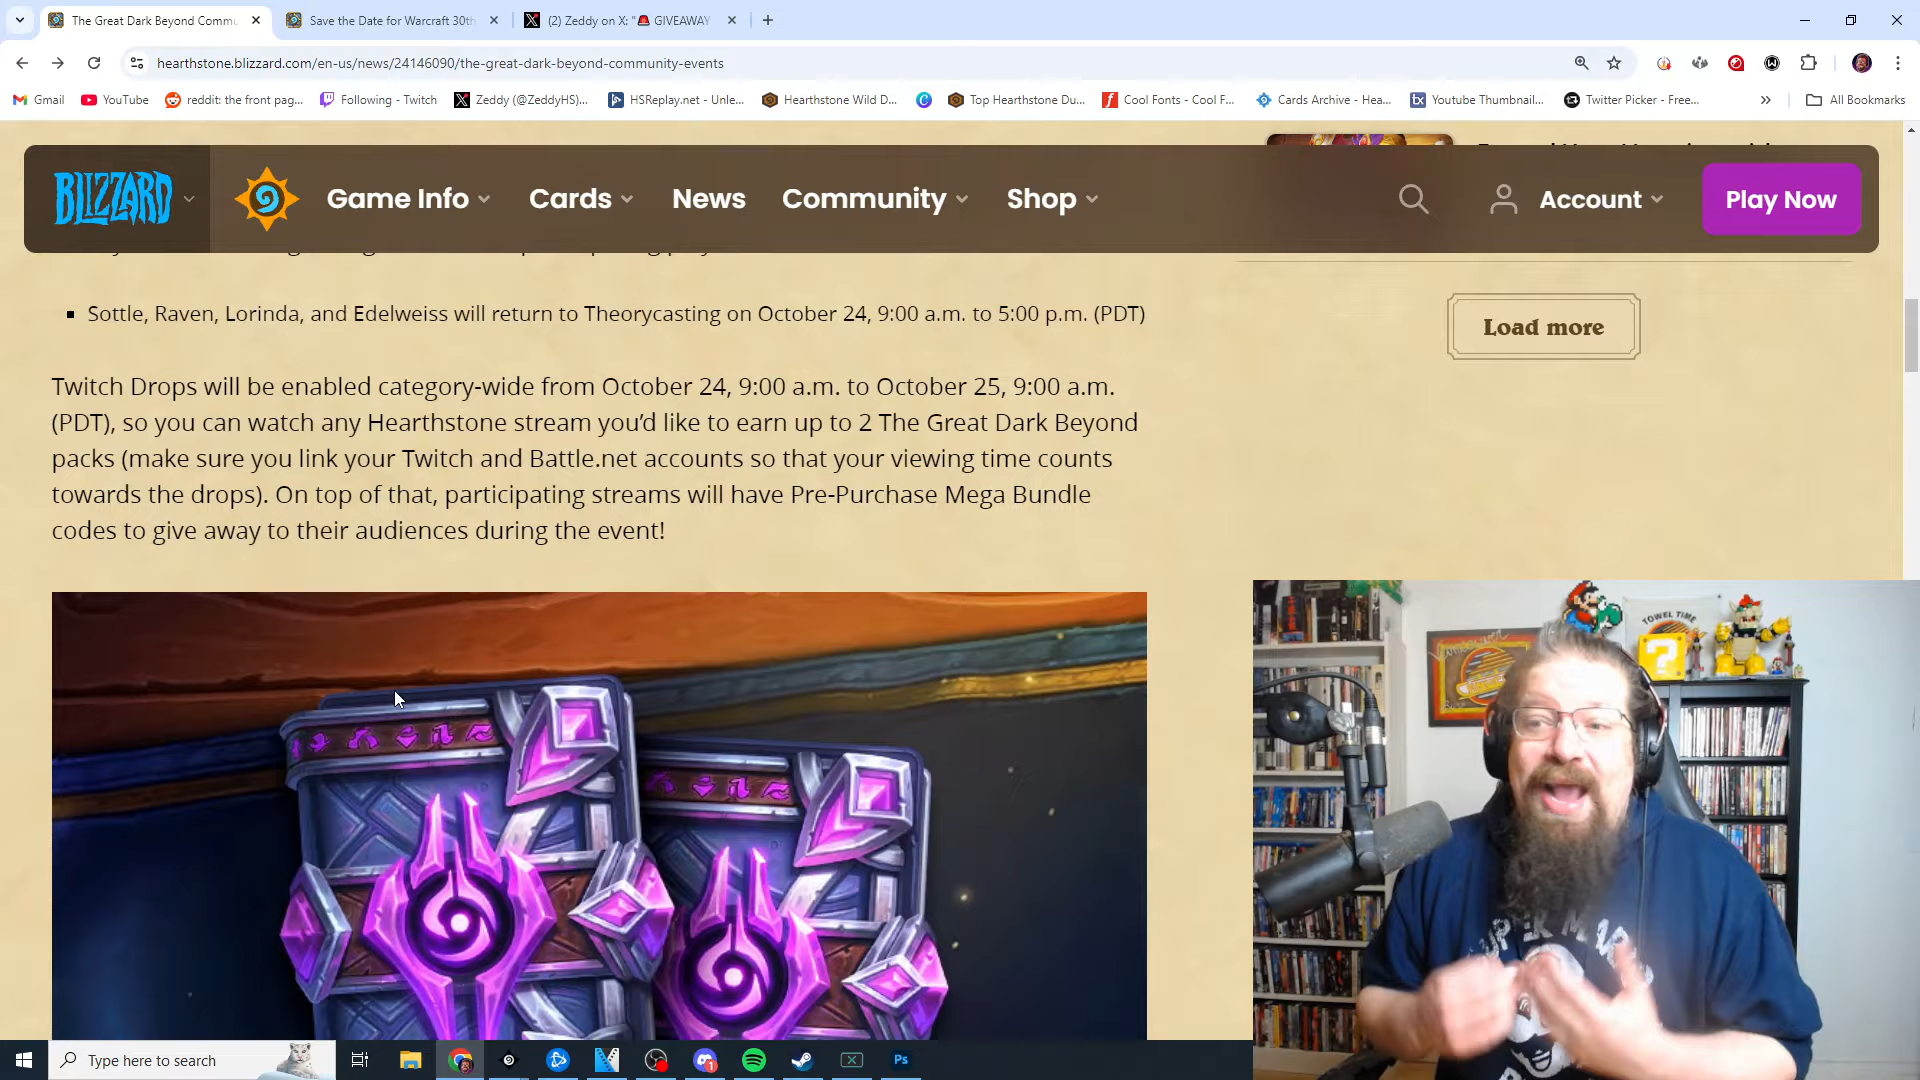 The Great Dark Beyond Commu
Save the Date for Warcraft 30th
(2) Zeddy on X: "🚨 GIVEAWAY
hearthstone.blizzard.com/en-us/news/24146090/the-great-dark-beyond-community-events
Gmail
YouTube
reddit: the front pag...
Following - Twitch
Zeddy (@ZeddyHS)...
HSReplay.net - Unle...
Hearthstone Wild D...
Top Hearthstone Du...
Cool Fonts - Cool F...
Cards Archive - Hea...
Youtube Thumbnail...
Twitter Picker - Free...
All Bookmarks
BLIZZARD
Game Info
Cards
News
Community
Shop
Account
Play Now
▪ Sottle, Raven, Lorinda, and Edelweiss will return to Theorycasting on October 24, 9:00 a.m. to 5:00 p.m. (PDT)
Load more
Twitch Drops will be enabled category-wide from October 24, 9:00 a.m. to October 25, 9:00 a.m.
(PDT), so you can watch any Hearthstone stream you’d like to earn up to 2 The Great Dark Beyond
packs (make sure you link your Twitch and Battle.net accounts so that your viewing time counts
towards the drops). On top of that, participating streams will have Pre-Purchase Mega Bundle
codes to give away to their audiences during the event!
TOWEL TIME
Type here to search
Ps